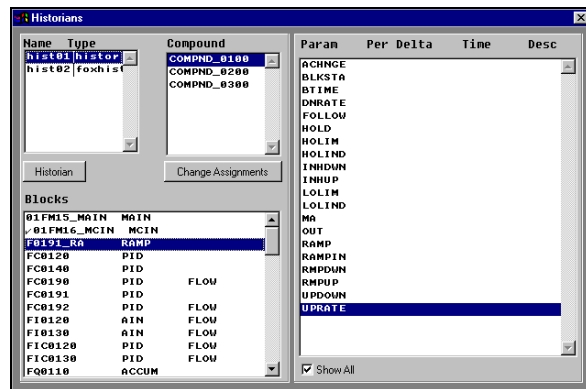 Historians
Name Type
hist01 histor
hist02 foxhist
Historian
Compound
COMPND_0100
COMPND_0200
COMPND_0300
Change Assignments
Blocks
01FM15_MAIN MAIN
✓01FM16_MCIN MCIN
F0191_RA RAMP
FC0120 PID
FC0140 PID
FC0190 PID FLOW
FC0191 PID
FC0192 PID FLOW
FI0120 AIN FLOW
FI0130 AIN FLOW
FIC0120 PID FLOW
FIC0130 PID FLOW
FQ0110 ACCUM
Param Per Delta Time Desc
ACHNGE
BLKSTA
BTIME
DNRATE
FOLLOW
HOLD
HOLIM
HOLIND
INHDWN
INHUP
LOLIM
LOLIND
MA
OUT
RAMP
RAMPIN
RMPDWN
RMPUP
UPDOWN
UPRATE
Show All